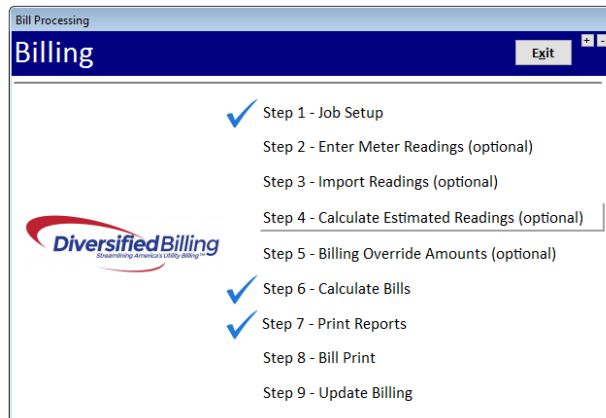 Bill Processing
Billing
Exit
+ -
Step 1 - Job Setup
Step 2 - Enter Meter Readings (optional)
Step 3 - Import Readings (optional)
Step 4 - Calculate Estimated Readings (optional)
Diversified Billing
Streamlining America's Utility Billing™
Step 5 - Billing Override Amounts (optional)
Step 6 - Calculate Bills
Step 7 - Print Reports
Step 8 - Bill Print
Step 9 - Update Billing